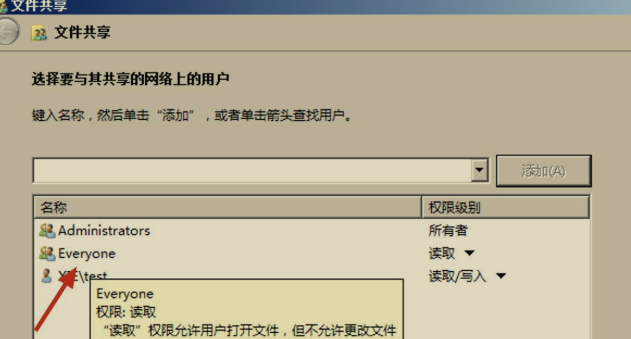 文件共享
文件共享
选择要与其共享的网络上的用户
键入名称，然后单击“添加”，或者单击箭头查找用户。
添加(A)
名称 权限级别
Administrators 所有者
Everyone 读取
\test 读取/写入
Everyone
权限: 读取
“读取”权限允许用户打开文件，但不允许更改文件